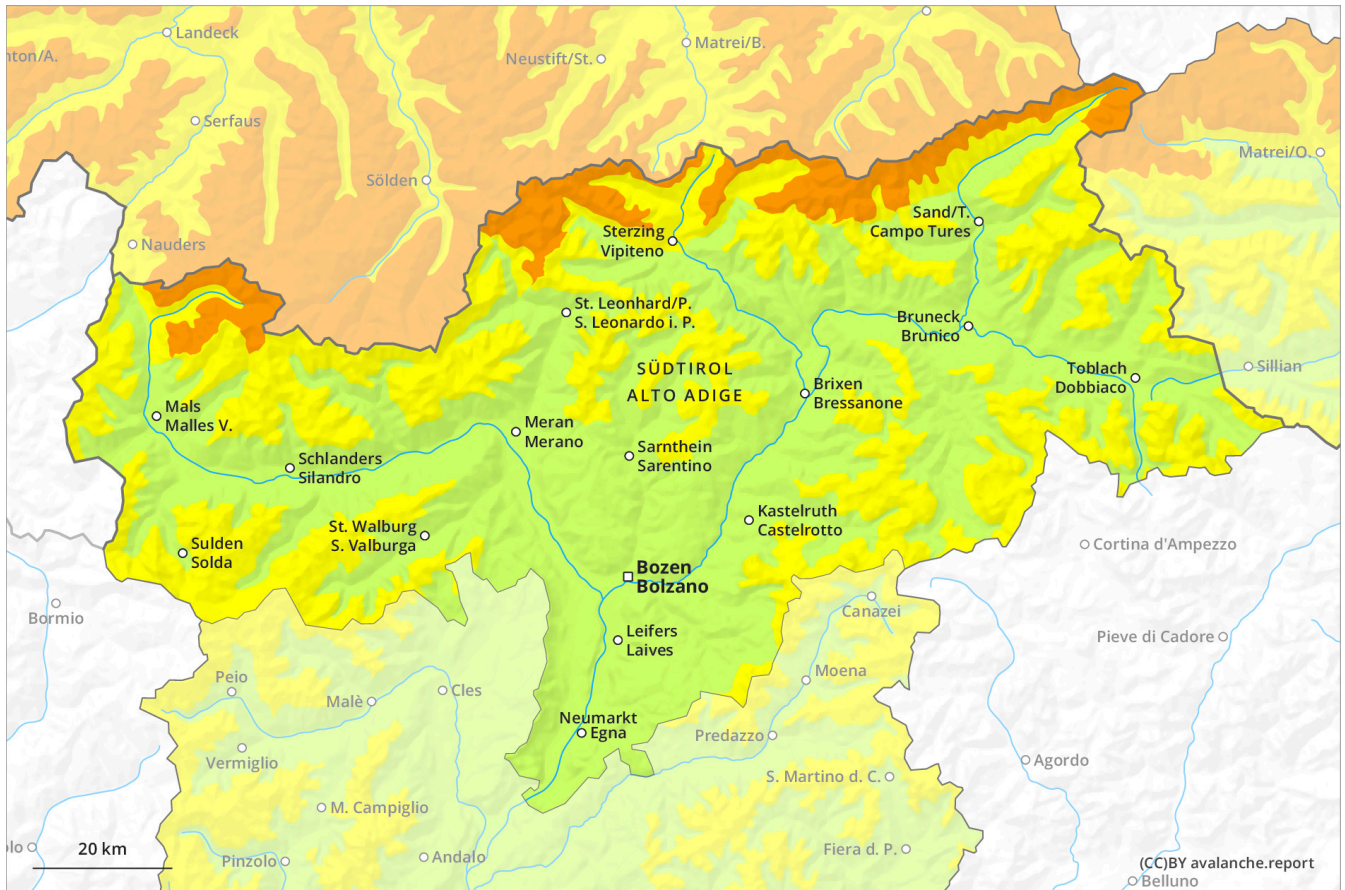 Landeck
nton/A.
Neustift/St.
Matrei/B.
Serfaus
Matrei/O.
Sölden
Nauders
Sand/T.
Campo Tures
Sterzing
Vipiteno
St. Leonhard/P.
S. Leonardo i. P.
Bruneck
Brunico
SÜDTIROL
ALTO ADIGE
Toblach
Dobbiaco
Sillian
Brixen
Bressanone
Mals
Malles V.
Meran
Merano
Schlanders
Silandro
Sarnthein
Sarentino
Kastelruth
Castelrotto
St. Walburg
S. Valburga
Sulden
Solda
Cortina d'Ampezzo
Bozen
Bolzano
Bormio
Canazei
Leifers
Laives
Pieve di Cadore
Peio
Moena
Malè
Cles
Neumarkt
Egna
Predazzo
Vermiglio
Agordo
S. Martino d. C.
M. Campiglio
20 km
lo
Pinzolo
Andalo
Fiera d. P.
(CC)BY avalanche.report
Belluno